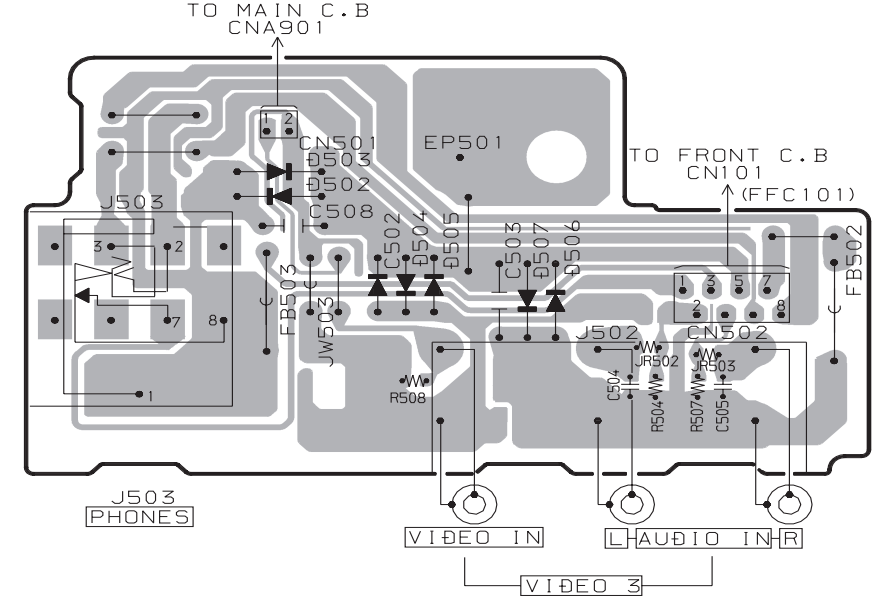 TO MAIN C.B
CNA901
1 2
CN501
D503
D502
C508
EP501
TO FRONT C.B
CN101
(FFC101)
J503
3 2
7 8
1
C502
D504
D505
C503
D507
D506
FB502
FB503
JW503
1 3 5 7
2 8
J502
CN502
JR502
JR503
R508
C504
R504
R507
C505
J503
PHONES
VIDEO IN
L AUDIO IN R
VIDEO 3